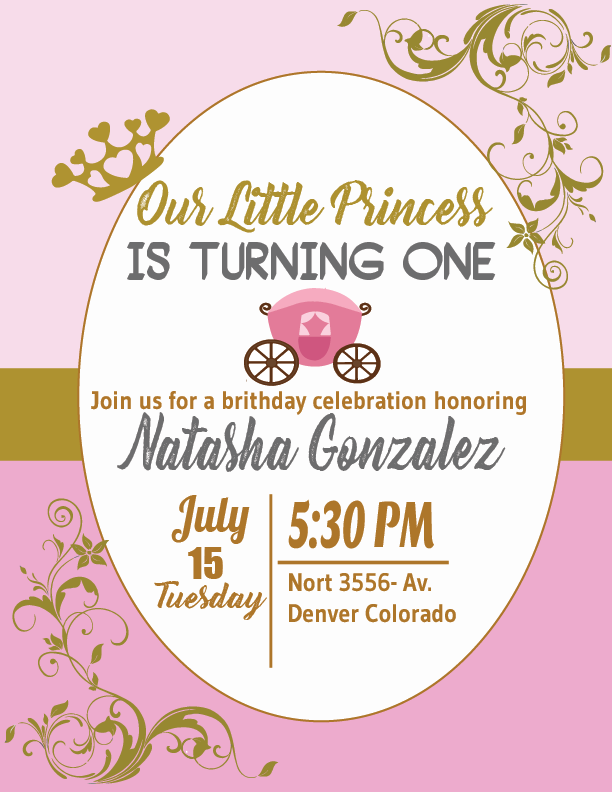 Our Little Princess
IS TURNING ONE
Join us for a brithday celebration honoring
Natasha Gonzalez
July
15
Tuesday
5:30 PM
Nort 3556- Av.
Denver Colorado